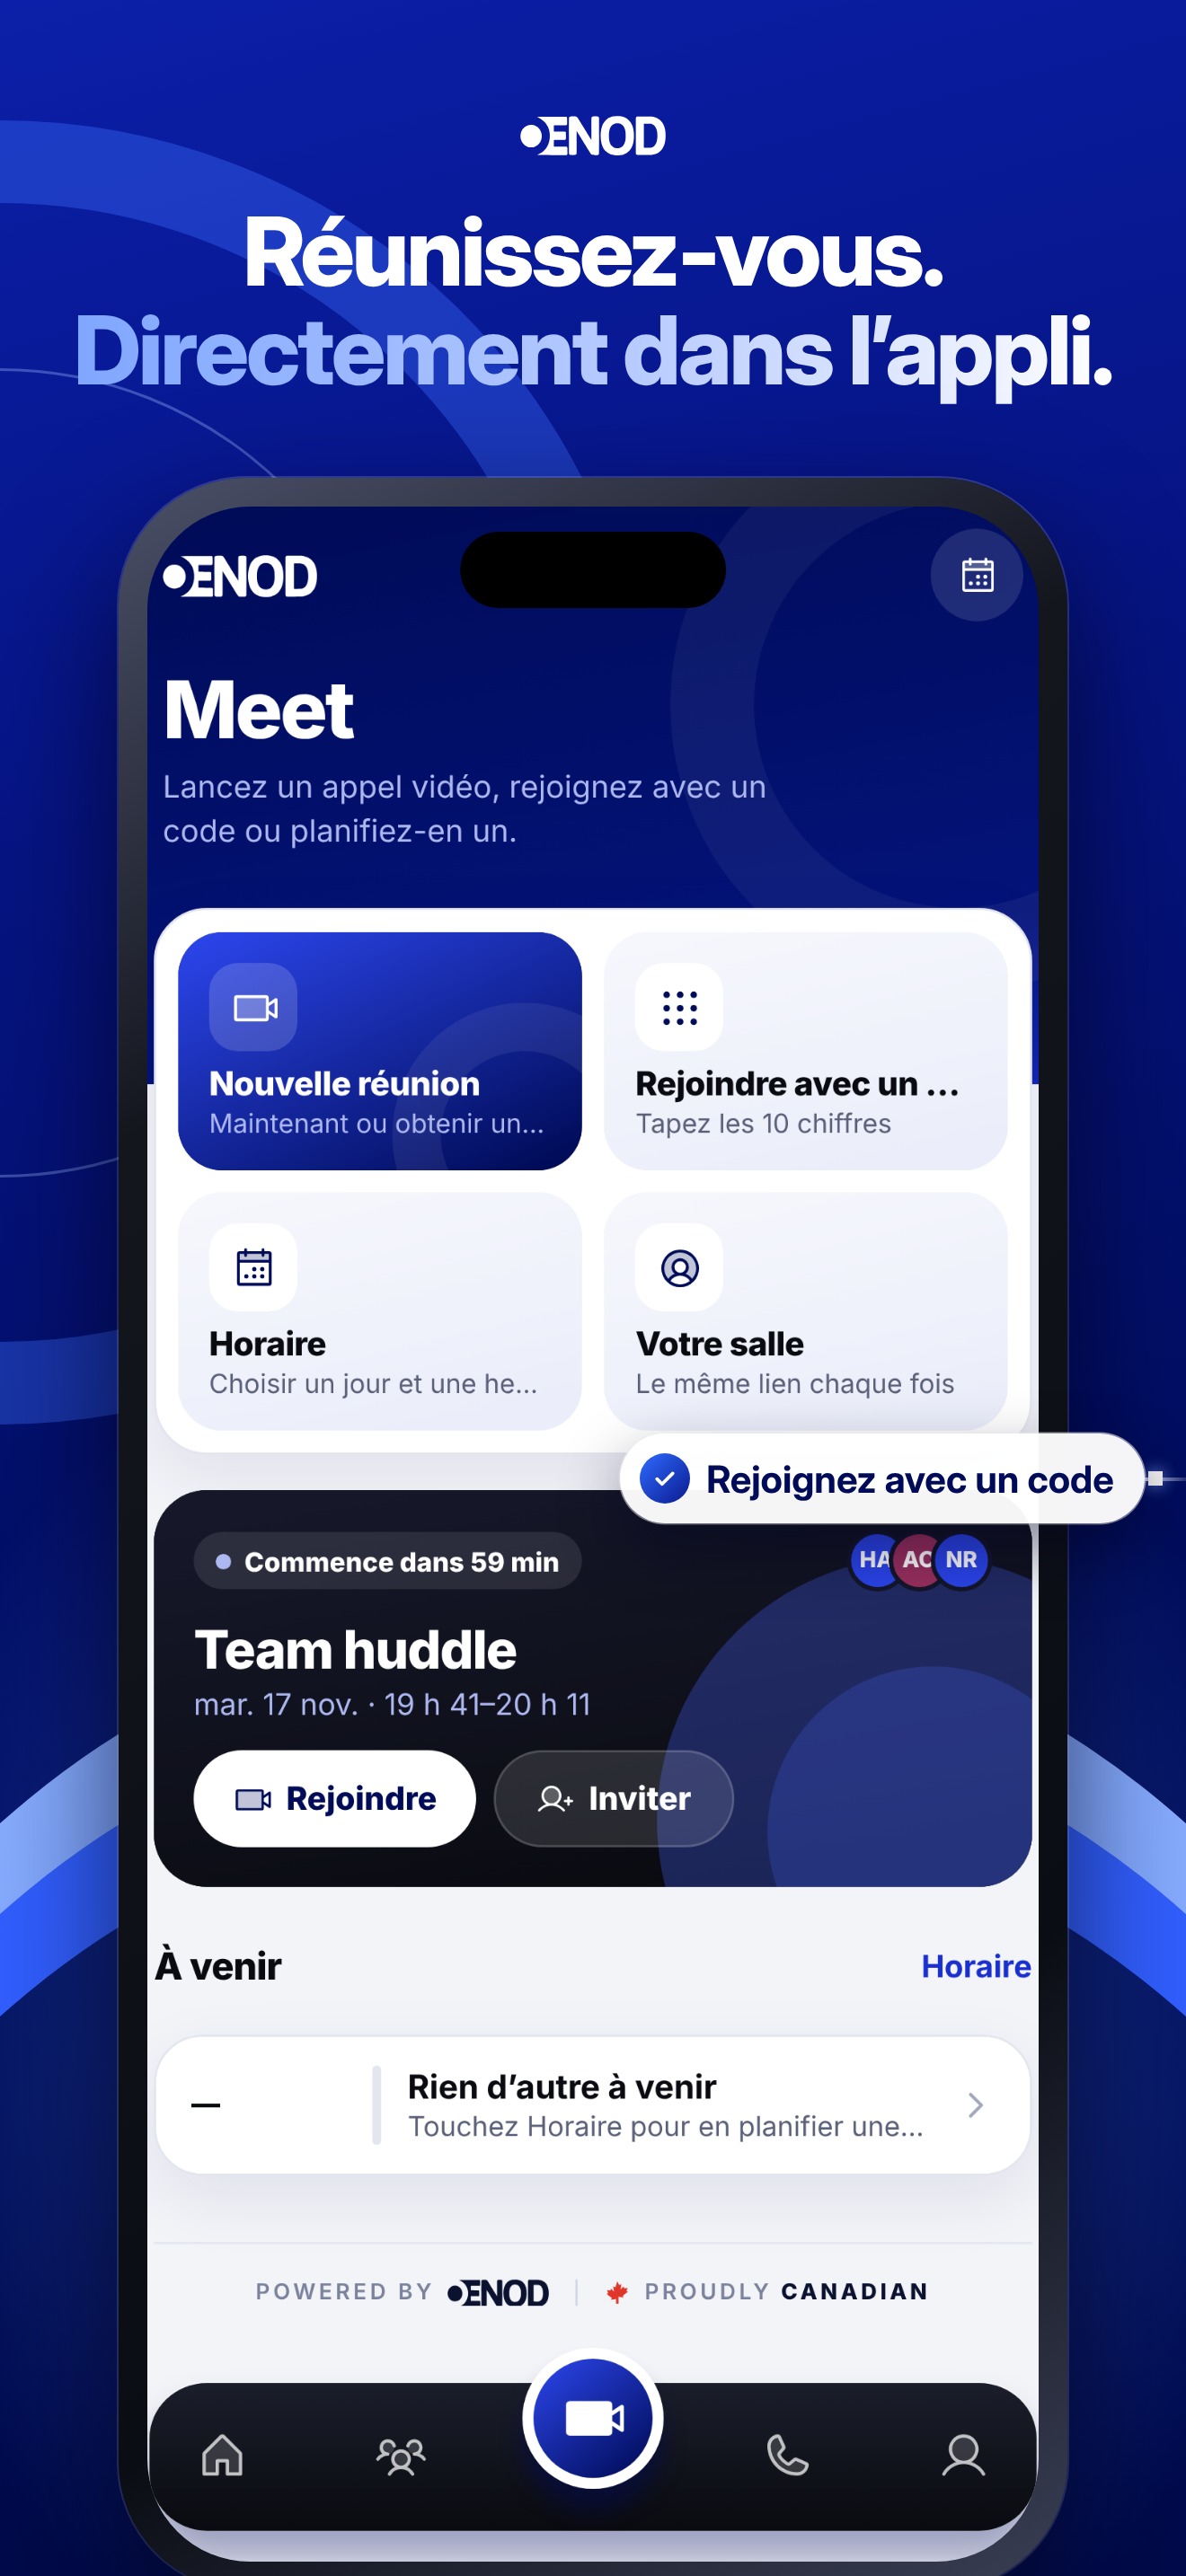 ENOD
Réunissez-vous.
Directement dans l’appli.
ENOD
Meet
Lancez un appel vidéo, rejoignez avec un
code ou planifiez-en un.
Nouvelle réunion
Maintenant ou obtenir un...
Rejoindre avec un ...
Tapez les 10 chiffres
Horaire
Choisir un jour et une he...
Votre salle
Le même lien chaque fois
Rejoignez avec un code
Commence dans 59 min
HA AC NR
Team huddle
mar. 17 nov. · 19 h 41–20 h 11
Rejoindre
Inviter
À venir
Horaire
–
Rien d’autre à venir
Touchez Horaire pour en planifier une...
POWERED BY ENOD | PROUDLY CANADIAN